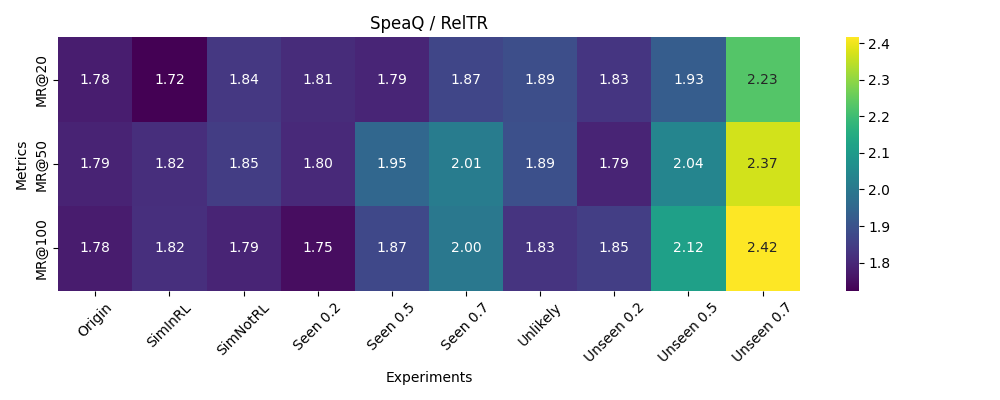 SpeaQ / RelTR
MR@20 1.78 1.72 1.84 1.81 1.79 1.87 1.89 1.83 1.93 2.23
MR@50 1.79 1.82 1.85 1.80 1.95 2.01 1.89 1.79 2.04 2.37
MR@100 1.78 1.82 1.79 1.75 1.87 2.00 1.83 1.85 2.12 2.42
Metrics
Origin SimInRL SimNotRL Seen 0.2 Seen 0.5 Seen 0.7 Unlikely Unseen 0.2 Unseen 0.5 Unseen 0.7
Experiments
2.4
2.3
2.2
2.1
2.0
1.9
1.8